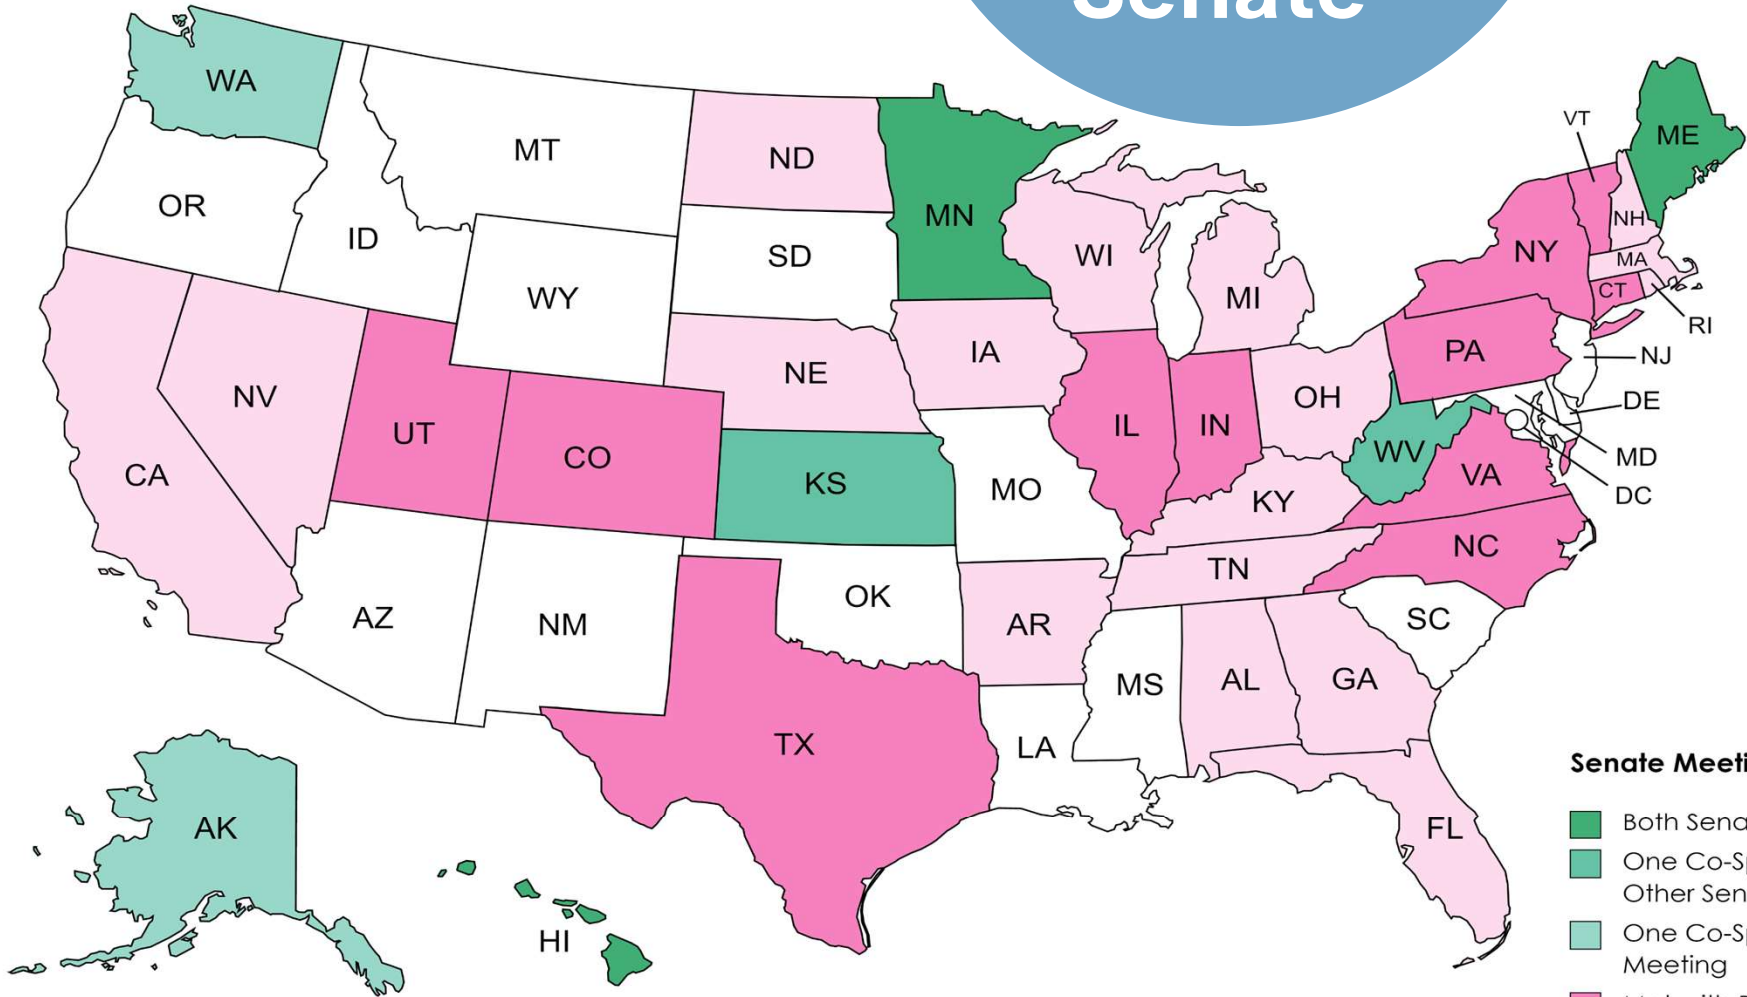 Senate
WA
MT
ND
MN
VT
ME
OR
ID
SD
WI
NH
NY
MA
WY
MI
CT
RI
IA
PA
NJ
NE
NV
UT
CO
IL
IN
OH
DE
WV
MD
CA
KS
MO
KY
VA
DC
NC
TN
AZ
NM
OK
AR
SC
MS
AL
GA
TX
LA
Senate Meeti
AK
FL
Both Sena
One Co-Sp
Other Sen
HI
One Co-Sp
Meeting